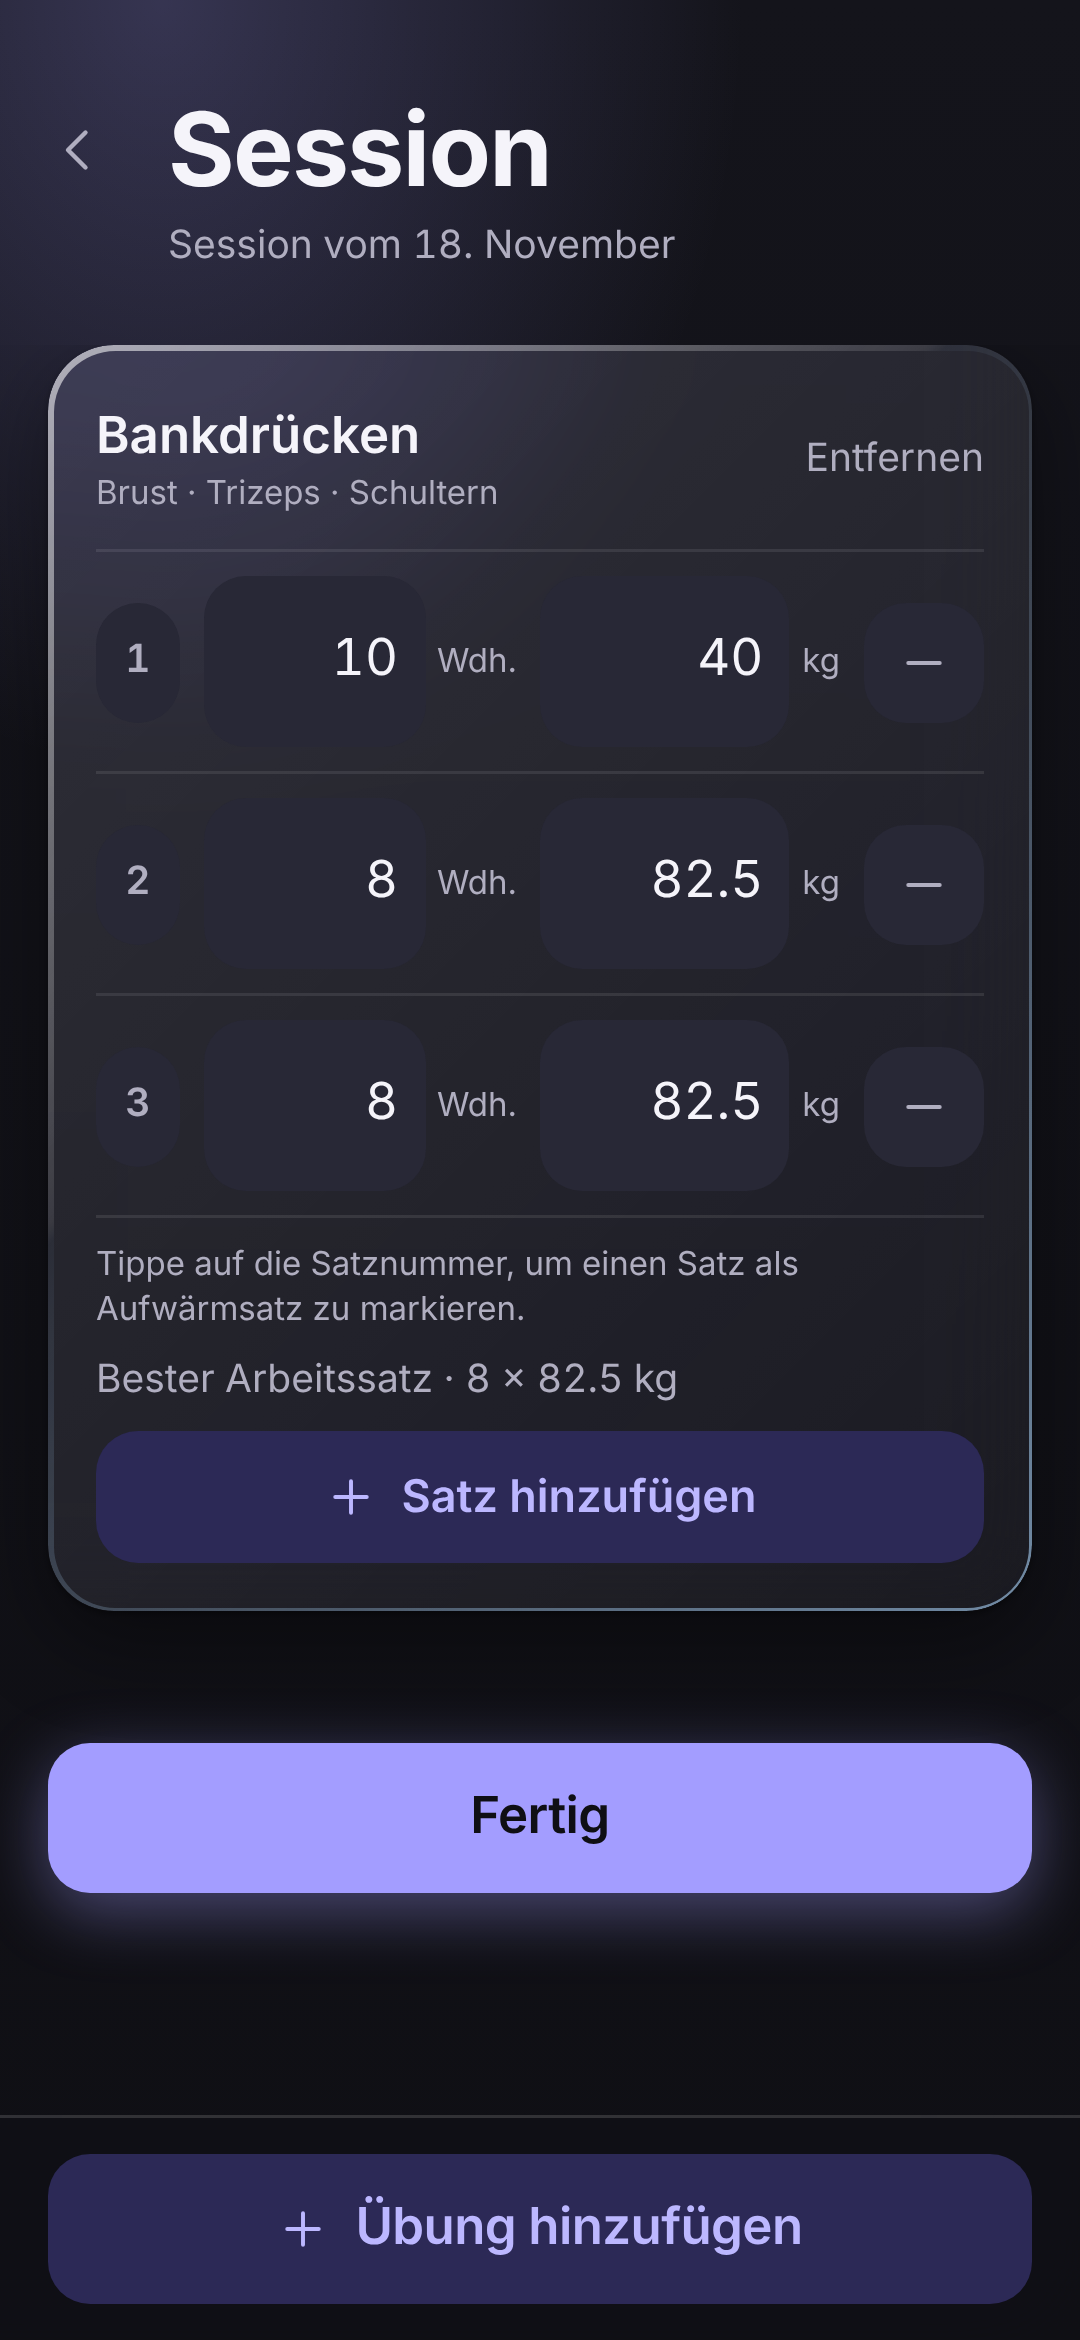 Session
Session vom 18. November
Bankdrücken
Entfernen
Brust · Trizeps · Schultern
1 10 Wdh. 40 kg
2 8 Wdh. 82.5 kg
3 8 Wdh. 82.5 kg
Tippe auf die Satznummer, um einen Satz als
Aufwärmsatz zu markieren.
Bester Arbeitssatz · 8 × 82.5 kg
Satz hinzufügen
Fertig
Übung hinzufügen